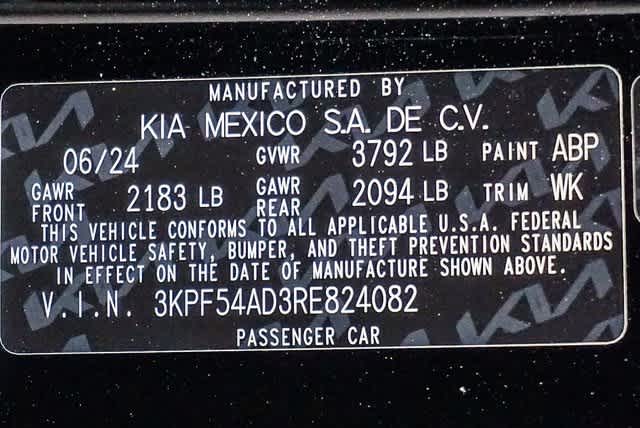 MANUFACTURED BY
KIA MEXICO S.A. DE C.V.
06/24 GVWR 3792 LB PAINT ABP
GAWR FRONT 2183 LB GAWR REAR 2094 LB TRIM WK
THIS VEHICLE CONFORMS TO ALL APPLICABLE U.S.A. FEDERAL
MOTOR VEHICLE SAFETY, BUMPER, AND THEFT PREVENTION STANDARDS
IN EFFECT ON THE DATE OF MANUFACTURE SHOWN ABOVE.
V.I.N. 3KPF54AD3RE824082
PASSENGER CAR